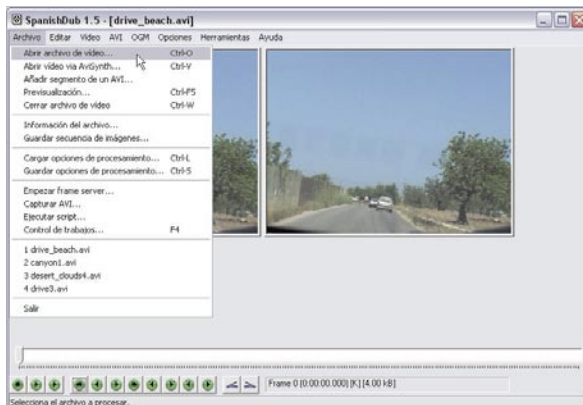 SpanishDub 1.5 - [drive_beach.avi]
Archivo Editar Video AVI OGM Opciones Herramientas Ayuda
Abrir archivo de video... Ctrl-O
Abrir video via AviSynth... Ctrl-Y
Añadir segmento de un AVI...
Previsualización... Ctrl-F5
Cerrar archivo de video Ctrl-W
Información del archivo...
Guardar secuencia de imágenes...
Cargar opciones de procesamiento... Ctrl-L
Guardar opciones de procesamiento... Ctrl-S
Empezar frame server...
Capturar AVI...
Ejecutar script...
Control de trabajos... F4
1 drive_beach.avi
2 canyon1.avi
3 desert_clouds4.avi
4 drive3.avi
Salir
Frame 0 (0:00:00.000) [K] [4.00 kB]
Selecciona el archivo a procesar.